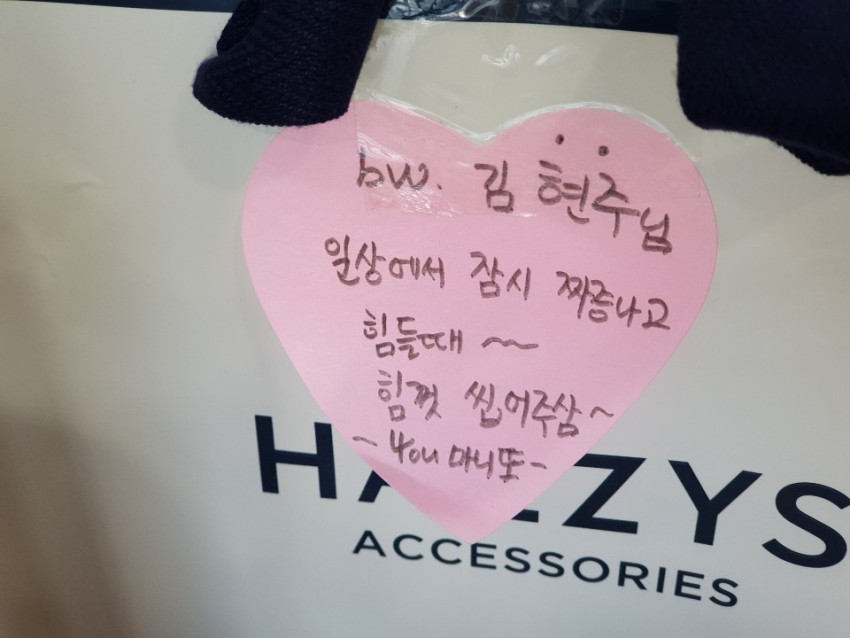 bw. 김현주님
일상에서 잠시 짜증나고
힘들때 ~~
힘껏 씹어주삼~
~ you 마니또 -
HAZZYS
ACCESSORIES